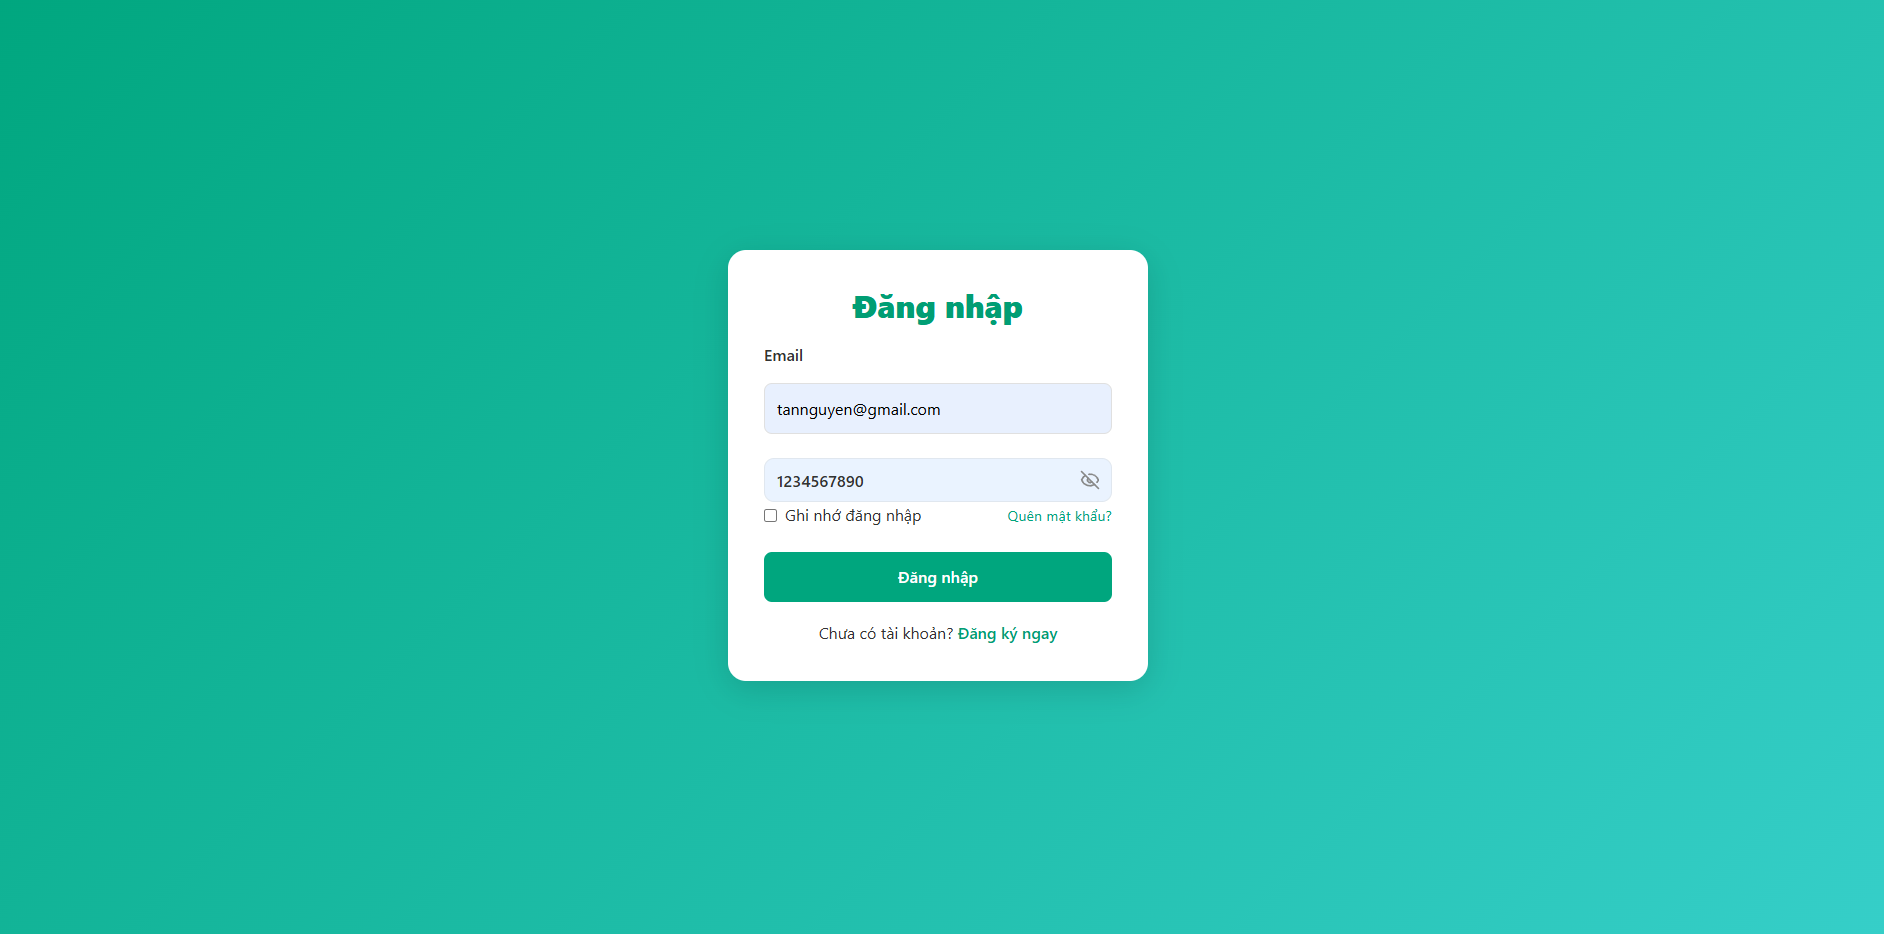 Đăng nhập
Email
tannguyen@gmail.com
1234567890
Ghi nhớ đăng nhập
Quên mật khẩu?
Đăng nhập
Chưa có tài khoản? Đăng ký ngay